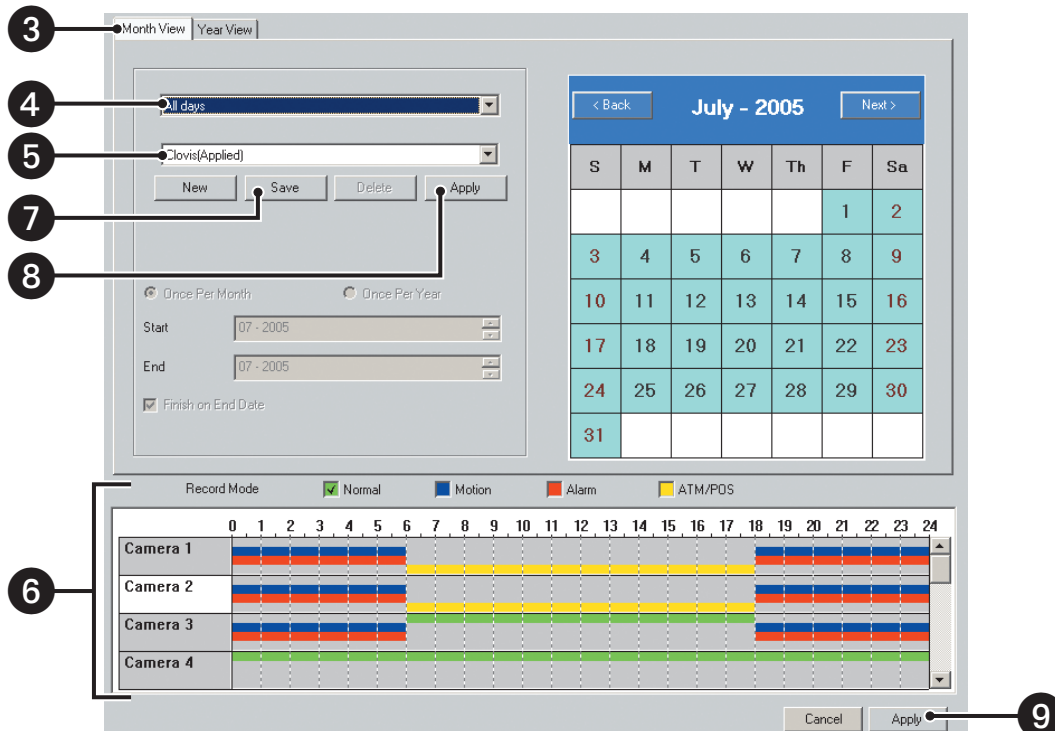 3
Month View Year View
4
All days
< Back July - 2005 Next >
5
Clovis(Applied)
S M T W Th F Sa
New Save Delete Apply
7
1 2
8
3 4 5 6 7 8 9
Once Per Month Once Per Year
10 11 12 13 14 15 16
Start 07 - 2005
17 18 19 20 21 22 23
End 07 - 2005
24 25 26 27 28 29 30
Finish on End Date
31
Record Mode Normal Motion Alarm ATM/POS
0 1 2 3 4 5 6 7 8 9 10 11 12 13 14 15 16 17 18 19 20 21 22 23 24
Camera 1
6
Camera 2
Camera 3
Camera 4
Cancel Apply
9